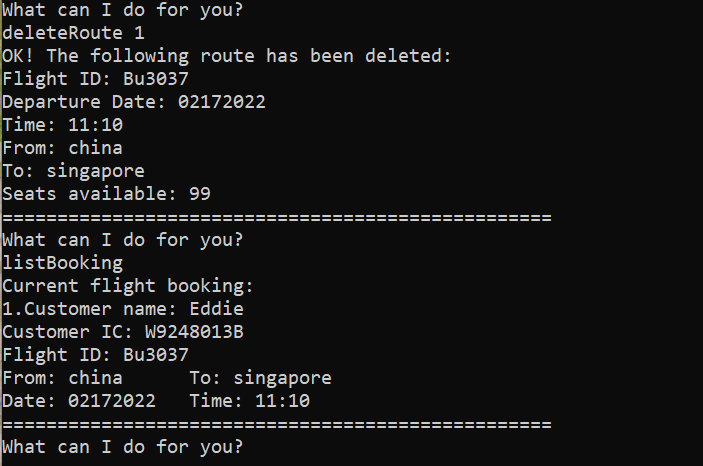 What can I do for you?
deleteRoute 1
OK! The following route has been deleted:
Flight ID: Bu3037
Departure Date: 02172022
Time: 11:10
From: china
To: singapore
Seats available: 99
==================================================
What can I do for you?
listBooking
Current flight booking:
1.Customer name: Eddie
Customer IC: W9248013B
Flight ID: Bu3037
From: china      To: singapore
Date: 02172022   Time: 11:10
==================================================
What can I do for you?